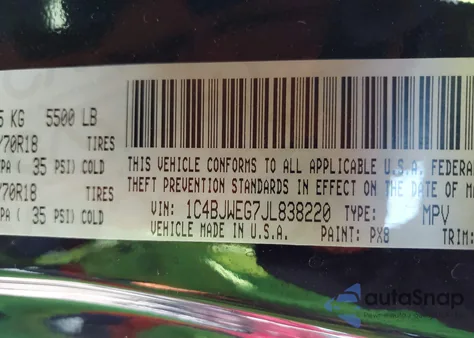 5 KG 5500 LB
/70R18 TIRES
PA ( 35 PSI) COLD
/70R18 TIRES
PA ( 35 PSI) COLD
THIS VEHICLE CONFORMS TO ALL APPLICABLE U.S.A. FEDERA
THEFT PREVENTION STANDARDS IN EFFECT ON THE DATE OF
VIN: 1C4BJWEG7JL838220 TYPE: MPV
VEHICLE MADE IN U.S.A. PAINT: PX8 TRIM:
autoSnap